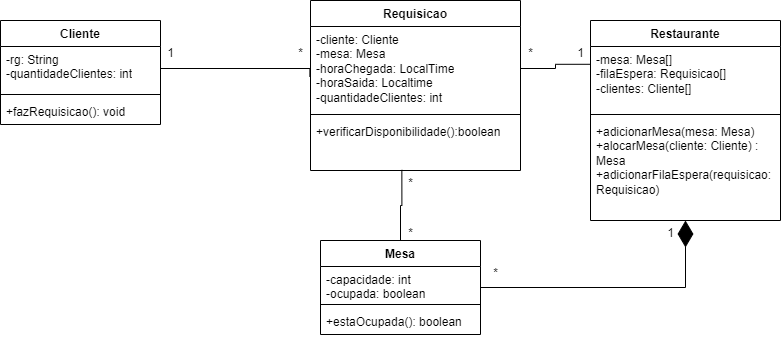 Cliente
-rg: String
-quantidadeClientes: int
+fazRequisicao(): void
1
*
Requisicao
-cliente: Cliente
-mesa: Mesa
-horaChegada: LocalTime
-horaSaida: Localtime
-quantidadeClientes: int
+verificarDisponibilidade():boolean
*
1
Restaurante
-mesa: Mesa[]
-filaEspera: Requisicao[]
-clientes: Cliente[]
+adicionarMesa(mesa: Mesa)
+alocarMesa(cliente: Cliente) :
Mesa
+adicionarFilaEspera(requisicao:
Requisicao)
*
*
1
*
Mesa
-capacidade: int
-ocupada: boolean
+estaOcupada(): boolean